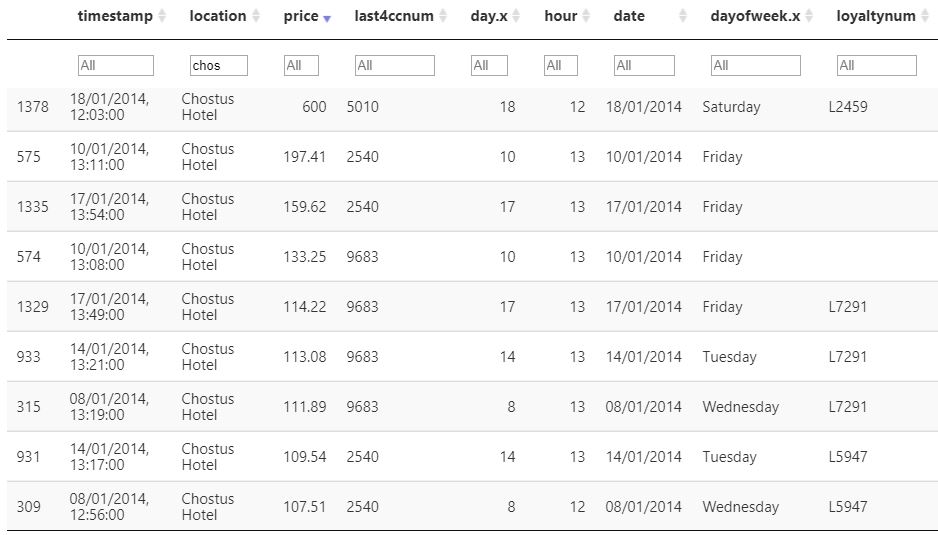 timestamp location price last4ccnum day.x hour date dayofweek.x loyaltynum
All chos All All All All All All All
1378 18/01/2014, 12:03:00 Chostus Hotel 600 5010 18 12 18/01/2014 Saturday L2459
575 10/01/2014, 13:11:00 Chostus Hotel 197.41 2540 10 13 10/01/2014 Friday
1335 17/01/2014, 13:54:00 Chostus Hotel 159.62 2540 17 13 17/01/2014 Friday
574 10/01/2014, 13:08:00 Chostus Hotel 133.25 9683 10 13 10/01/2014 Friday
1329 17/01/2014, 13:49:00 Chostus Hotel 114.22 9683 17 13 17/01/2014 Friday L7291
933 14/01/2014, 13:21:00 Chostus Hotel 113.08 9683 14 13 14/01/2014 Tuesday L7291
315 08/01/2014, 13:19:00 Chostus Hotel 111.89 9683 8 13 08/01/2014 Wednesday L7291
931 14/01/2014, 13:17:00 Chostus Hotel 109.54 2540 14 13 14/01/2014 Tuesday L5947
309 08/01/2014, 12:56:00 Chostus Hotel 107.51 2540 8 12 08/01/2014 Wednesday L5947